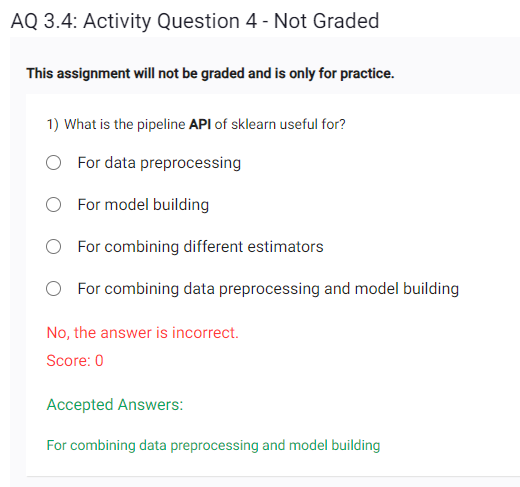 AQ 3.4: Activity Question 4 - Not Graded
This assignment will not be graded and is only for practice.
1) What is the pipeline API of sklearn useful for?
For data preprocessing
For model building
For combining different estimators
For combining data preprocessing and model building
No, the answer is incorrect.
Score: 0
Accepted Answers:
For combining data preprocessing and model building